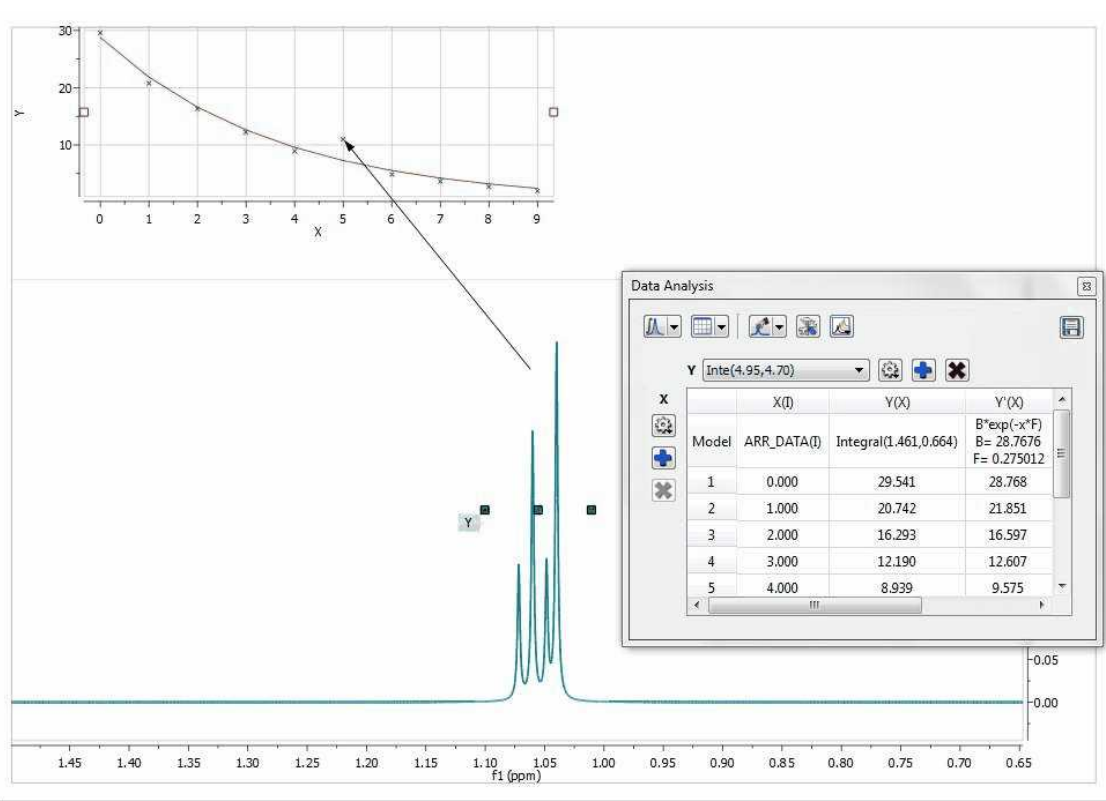 30
20
10
Y
0 1 2 3 4 5 6 7 8 9
X
Data Analysis
Y Inte(4.95,4.70)
X
X(I) Y(X) Y'(X)
Model ARR_DATA(I) Integral(1.461,0.664) B*exp(-x*F)
B= 28.7676
F= 0.275012
1 0.000 29.541 28.768
2 1.000 20.742 21.851
3 2.000 16.293 16.597
4 3.000 12.190 12.607
5 4.000 8.939 9.575
Y
0.05
0.00
1.45 1.40 1.35 1.30 1.25 1.20 1.15 1.10 1.05 1.00 0.95 0.90 0.85 0.80 0.75 0.70 0.65
f1 (ppm)